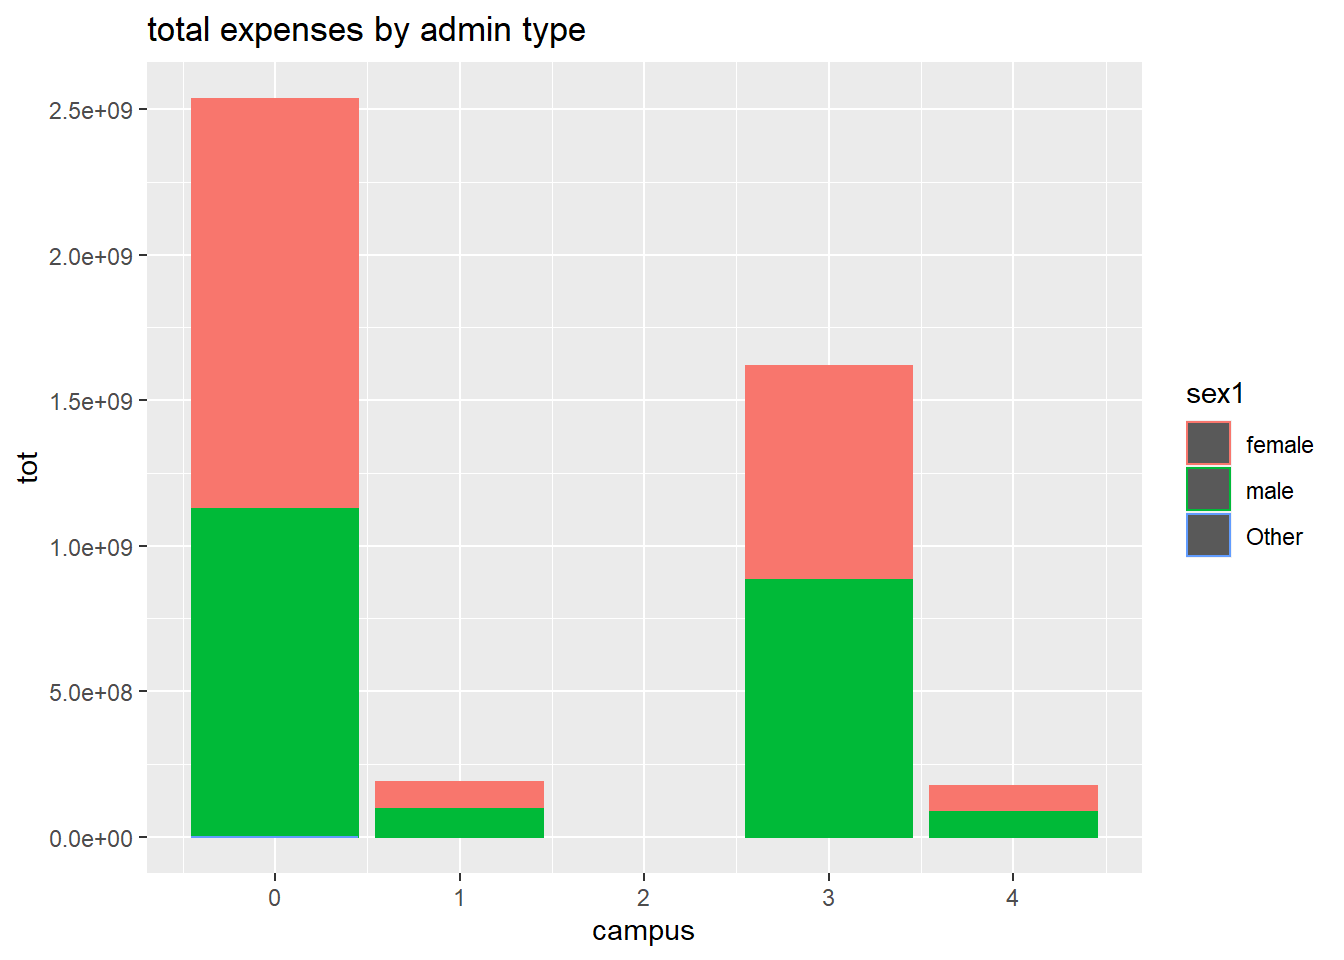 total expenses by admin type
2.5e+09
2.0e+09
1.5e+09
1.0e+09
5.0e+08
0.0e+00
tot
0 1 2 3 4
campus
sex1
female
male
Other